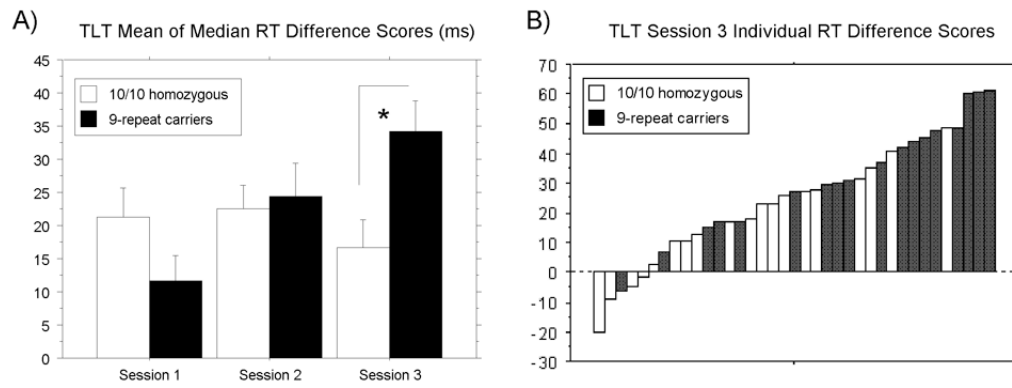 A)
TLT Mean of Median RT Difference Scores (ms)
45
40
35
30
25
20
15
10
5
0
10/10 homozygous
9-repeat carriers
*
Session 1
Session 2
Session 3
B)
TLT Session 3 Individual RT Difference Scores
70
60
50
40
30
20
10
0
-10
-20
-30
10/10 homozygous
9-repeat carriers